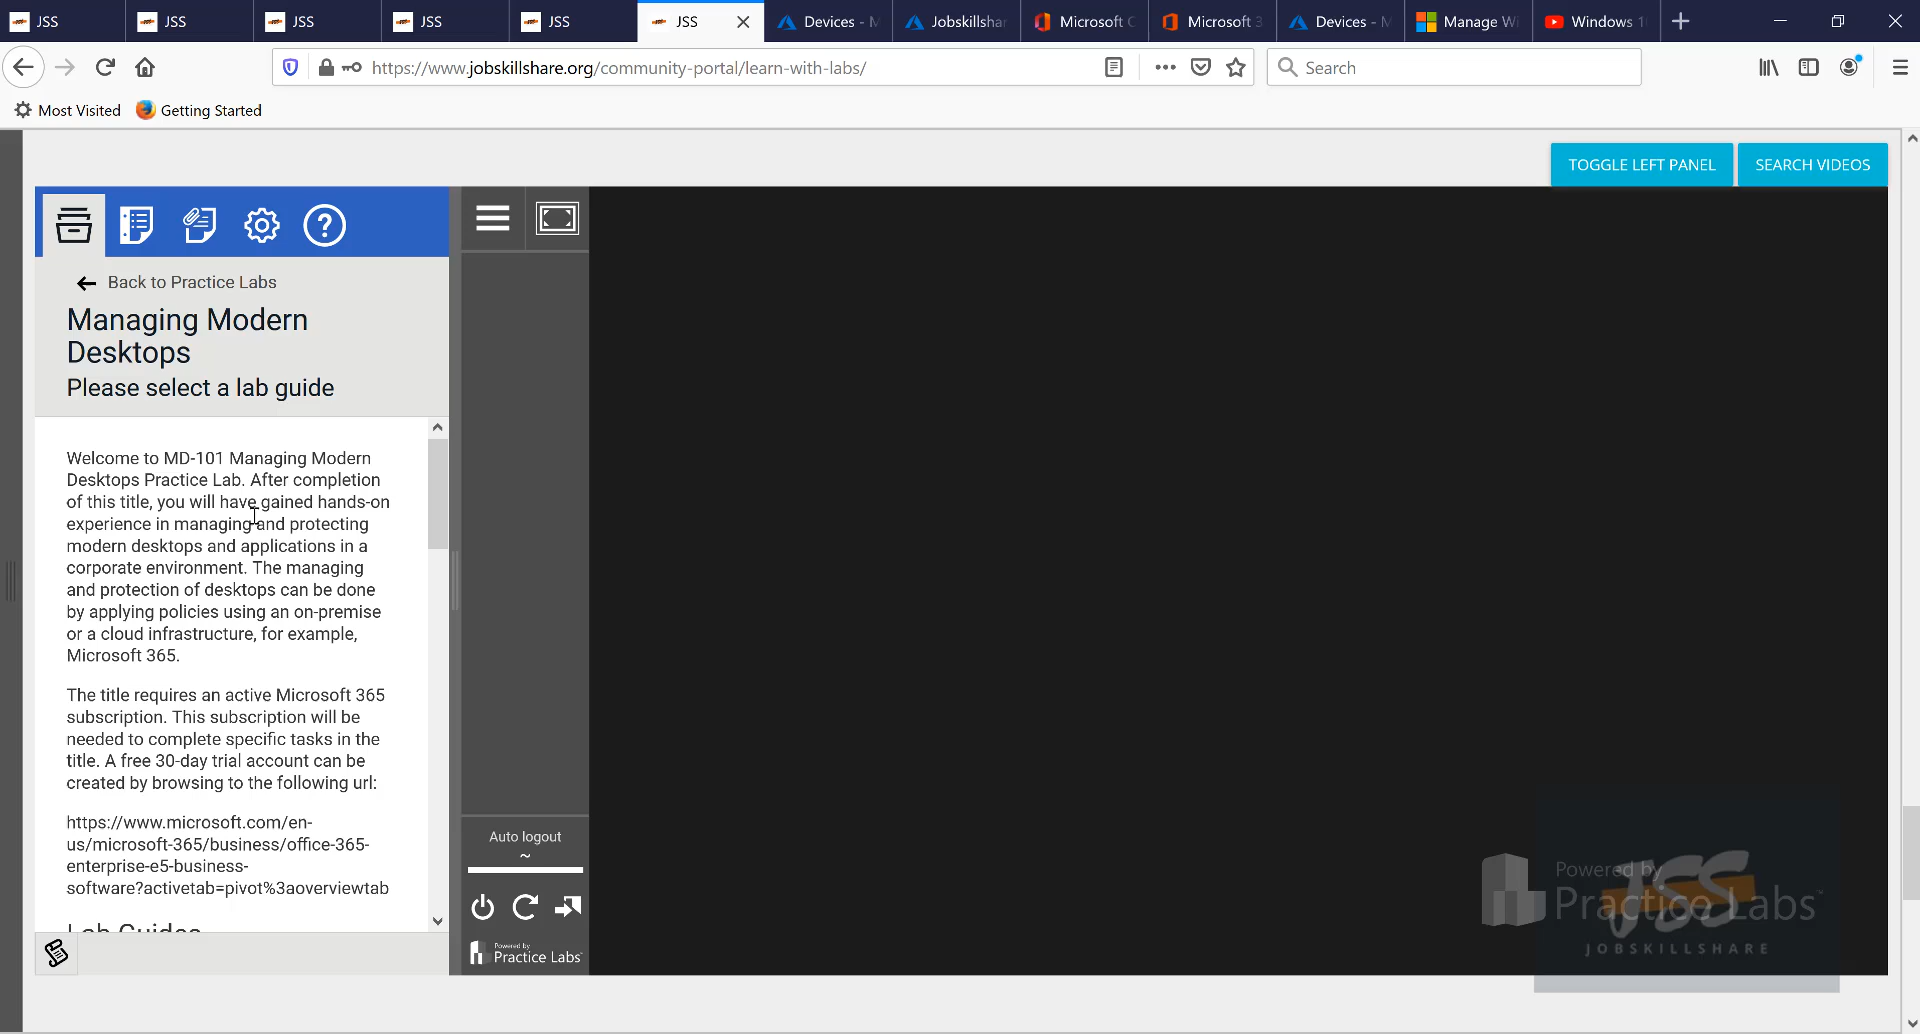 JSS
JSS
JSS
JSS
JSS
JSS
Devices - M
Jobskillshar
Microsoft
Microsoft 3
Devices - M
Manage Wi
Windows 1
https://www.jobskillshare.org/community-portal/learn-with-labs/
Search
Most Visited
Getting Started
TOGGLE LEFT PANEL
SEARCH VIDEOS
Back to Practice Labs
Managing Modern
Desktops
Please select a lab guide
Welcome to MD-101 Managing Modern
Desktops Practice Lab. After completion
of this title, you will have gained hands-on
experience in managing and protecting
modern desktops and applications in a
corporate environment. The managing
and protection of desktops can be done
by applying policies using an on-premise
or a cloud infrastructure, for example,
Microsoft 365.
The title requires an active Microsoft 365
subscription. This subscription will be
needed to complete specific tasks in the
title. A free 30-day trial account can be
created by browsing to the following url:
https://www.microsoft.com/en-
us/microsoft-365/business/office-365-
enterprise-e5-business-
software?activetab=pivot%3aoverviewtab
Lab Guides
Auto logout
~
Powered by
Practice Labs
Powered by
Practice Labs™
JSS
JOBSKILLSHARE